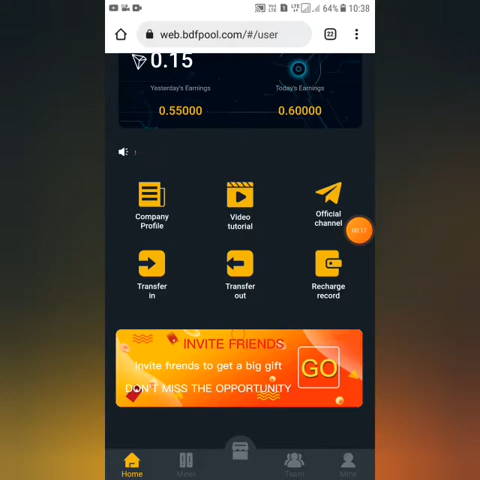 64% 10:38
web.bdfpool.com/#/user
22
0.15
Yesterday's Earnings
Today's Earnings
0.55000
0.60000
Company
Profile
Video
tutorial
Official
channel
00:17
Transfer
in
Transfer
out
Recharge
record
INVITE FRIENDS
Invite frends to get a big gift
GO
DON'T MISS THE OPPORTUNITY
Home
Miner
Team
Mine